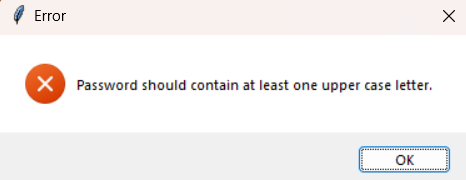 Error
Password should contain at least one upper case letter.
OK